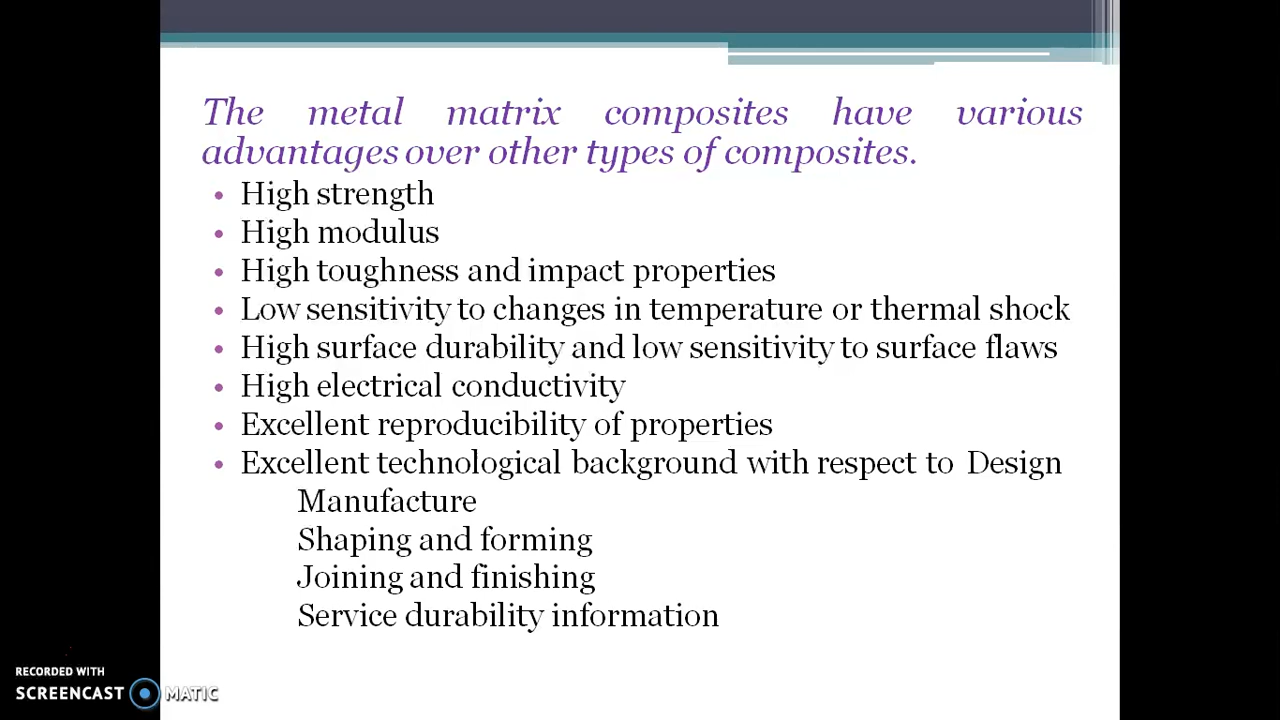 The metal matrix composites have various
advantages over other types of composites.
• High strength
• High modulus
• High toughness and impact properties
• Low sensitivity to changes in temperature or thermal shock
• High surface durability and low sensitivity to surface flaws
• High electrical conductivity
• Excellent reproducibility of properties
• Excellent technological background with respect to Design
Manufacture
Shaping and forming
Joining and finishing
Service durability information
RECORDED WITH
SCREENCAST MATIC